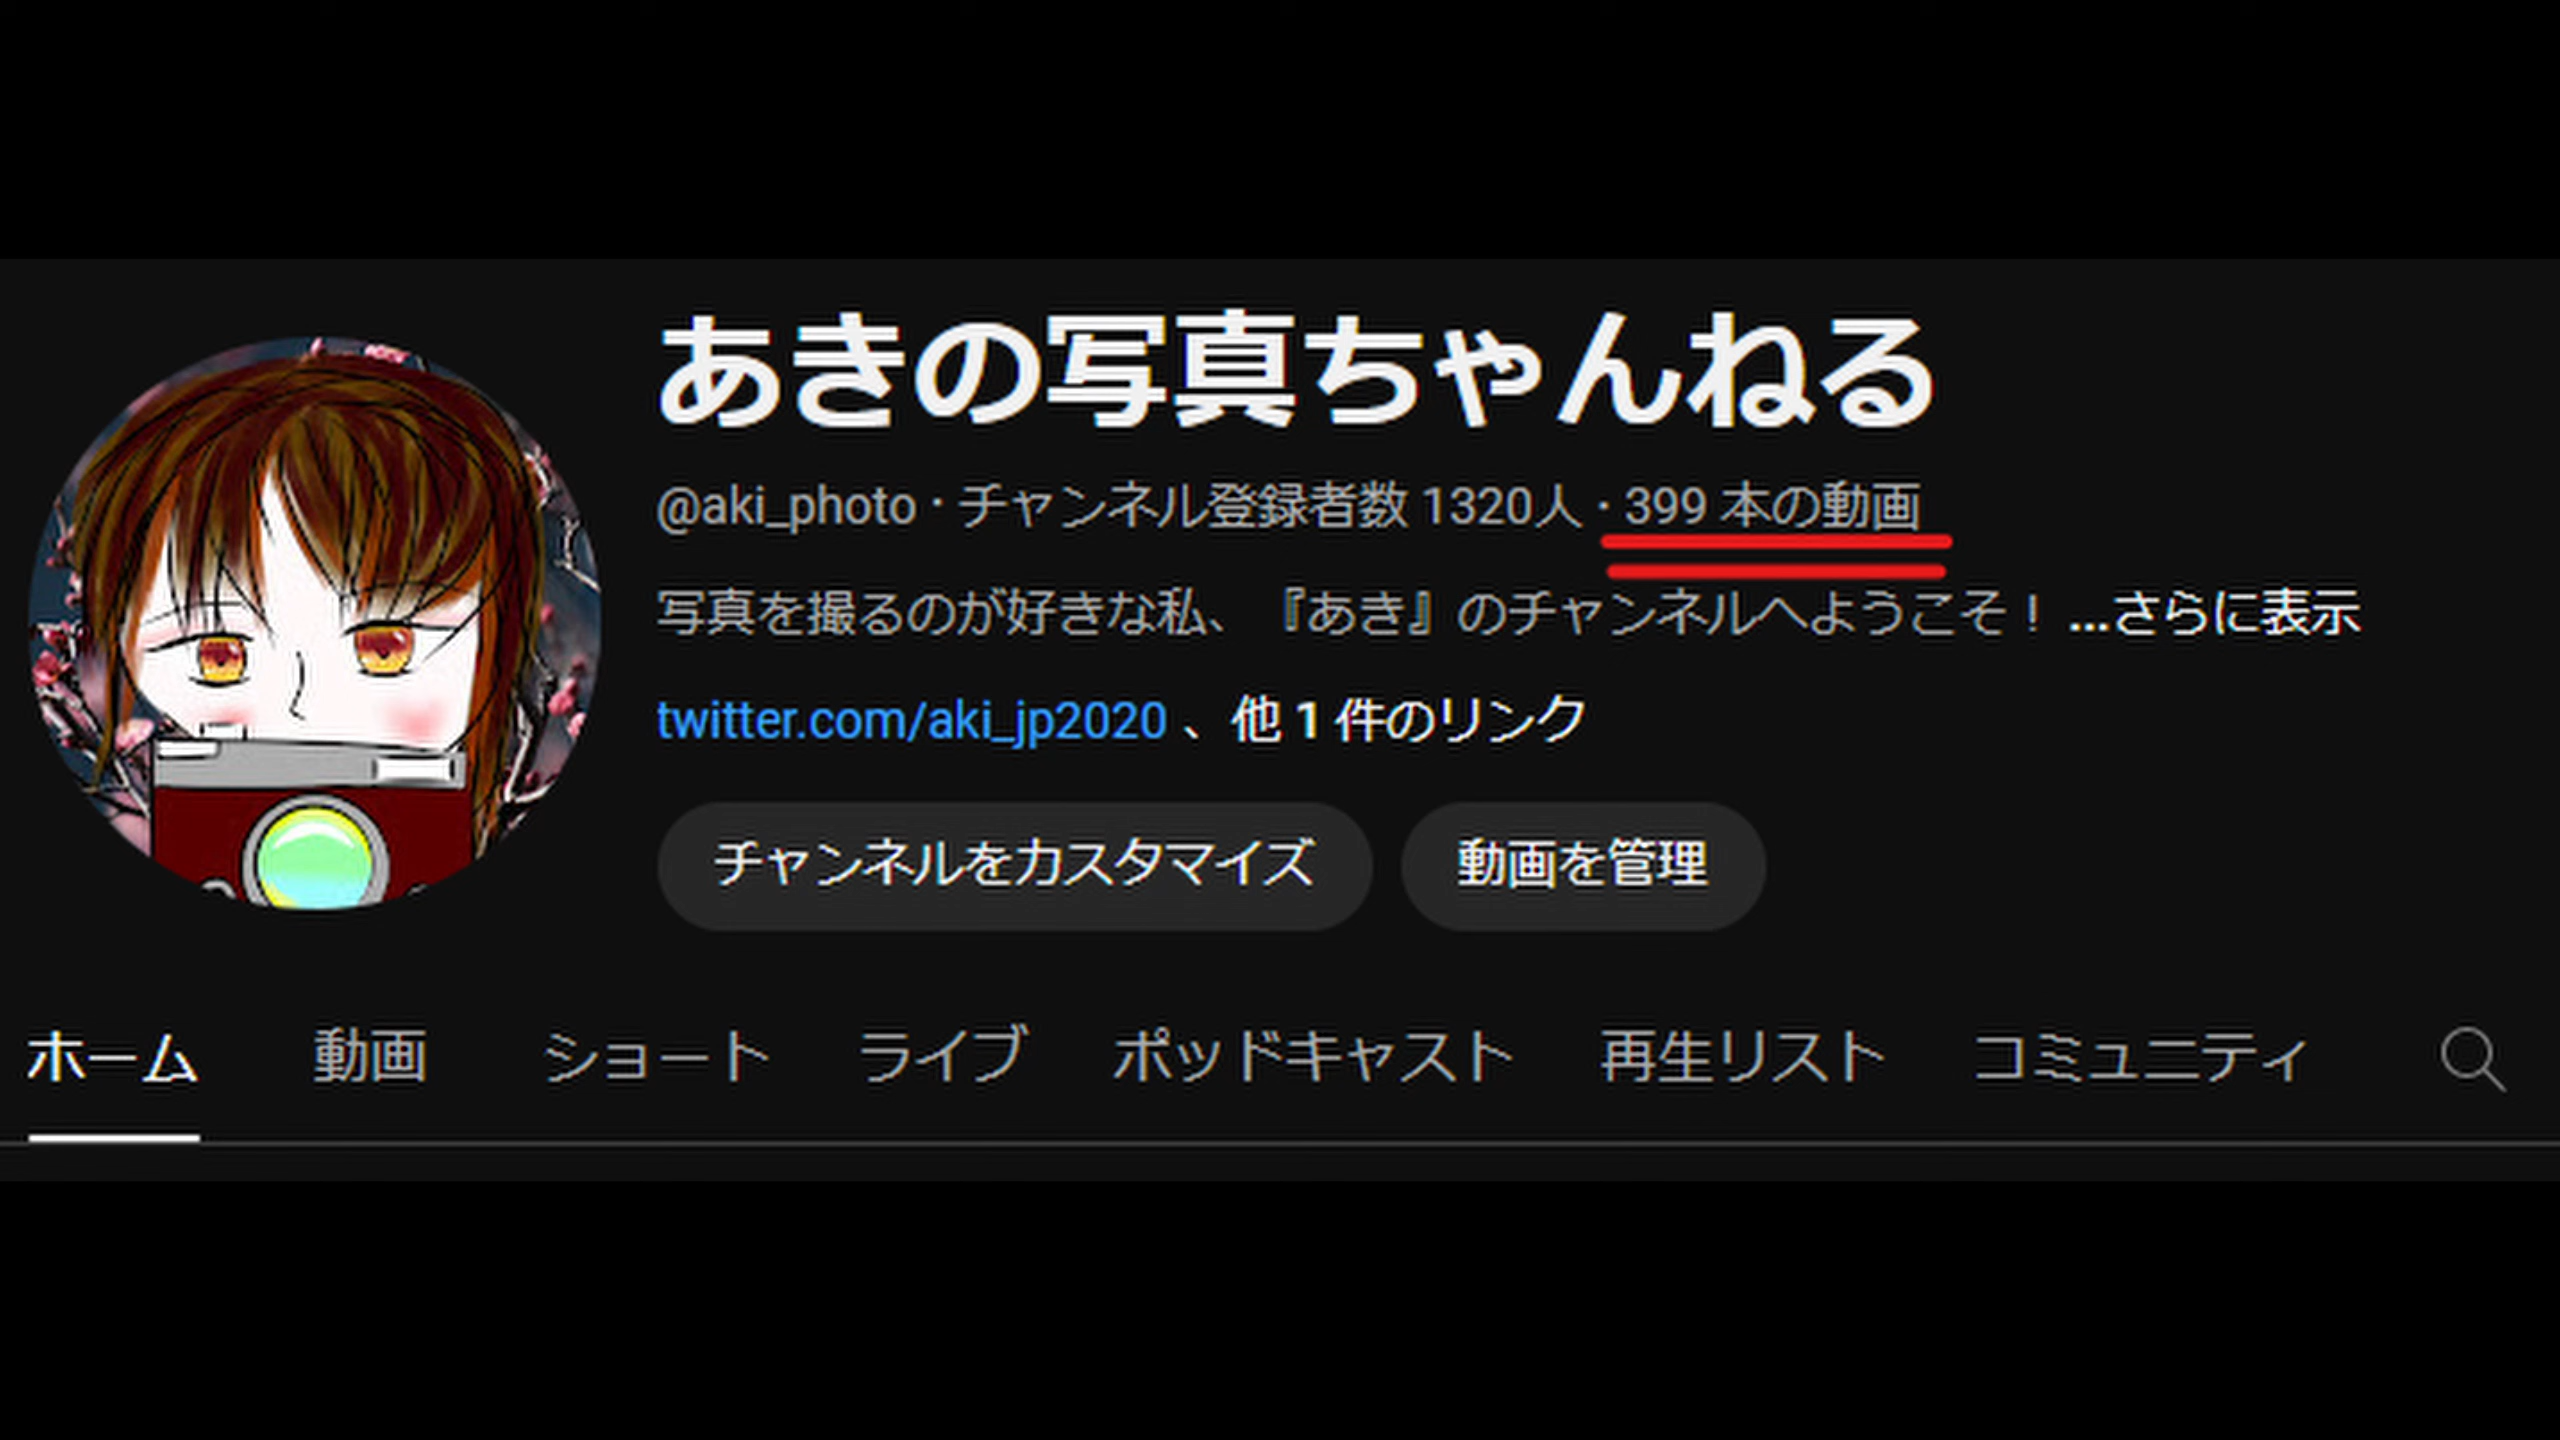 あきの写真ちゃんねる
@aki_photo・チャンネル登録者数 1320人・399 本の動画
写真を撮るのが好きな私、『あき』のチャンネルへようこそ！ ...さらに表示
twitter.com/aki_jp2020 、他 1 件のリンク
チャンネルをカスタマイズ 動画を管理
ホーム 動画 ショート ライブ ポッドキャスト 再生リスト コミュニティ